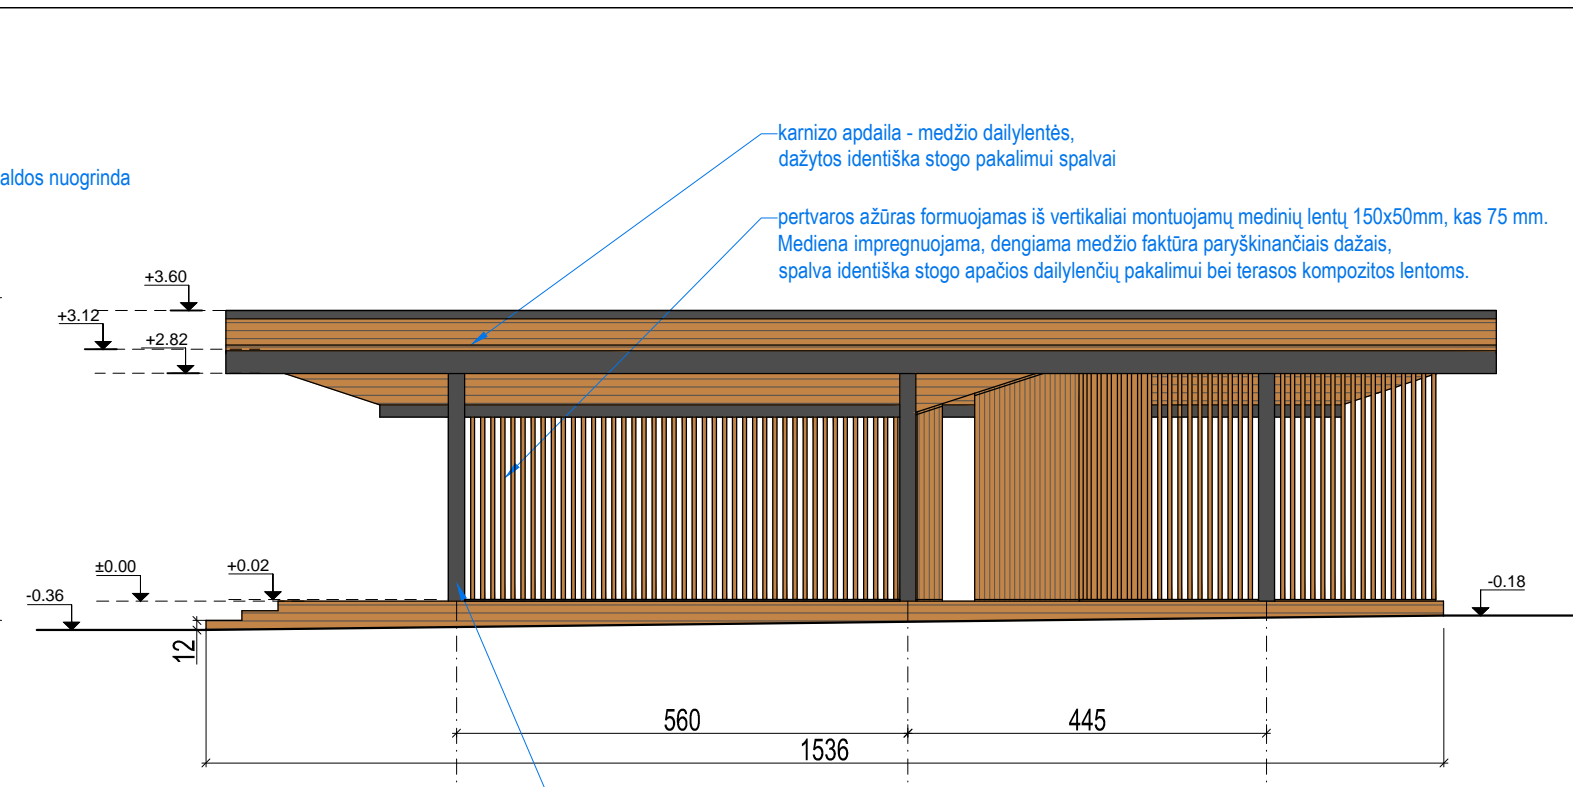 karnizo apdaila - medžio dailylentės,
dažytos identiška stogo pakalimui spalvai
aldos nuogrinda
pertvaros ažūras formuojamas iš vertikaliai montuojamų medinių lentų 150x50mm, kas 75 mm.
Mediena impregnuojama, dengiama medžio faktūra paryškinančiais dažais,
spalva identiška stogo apačios dailylenčių pakalimui bei terasos kompozitos lentoms.
+3.60
+3.12
+2.82
±0.00
+0.02
-0.36
-0.18
12
560
445
1536